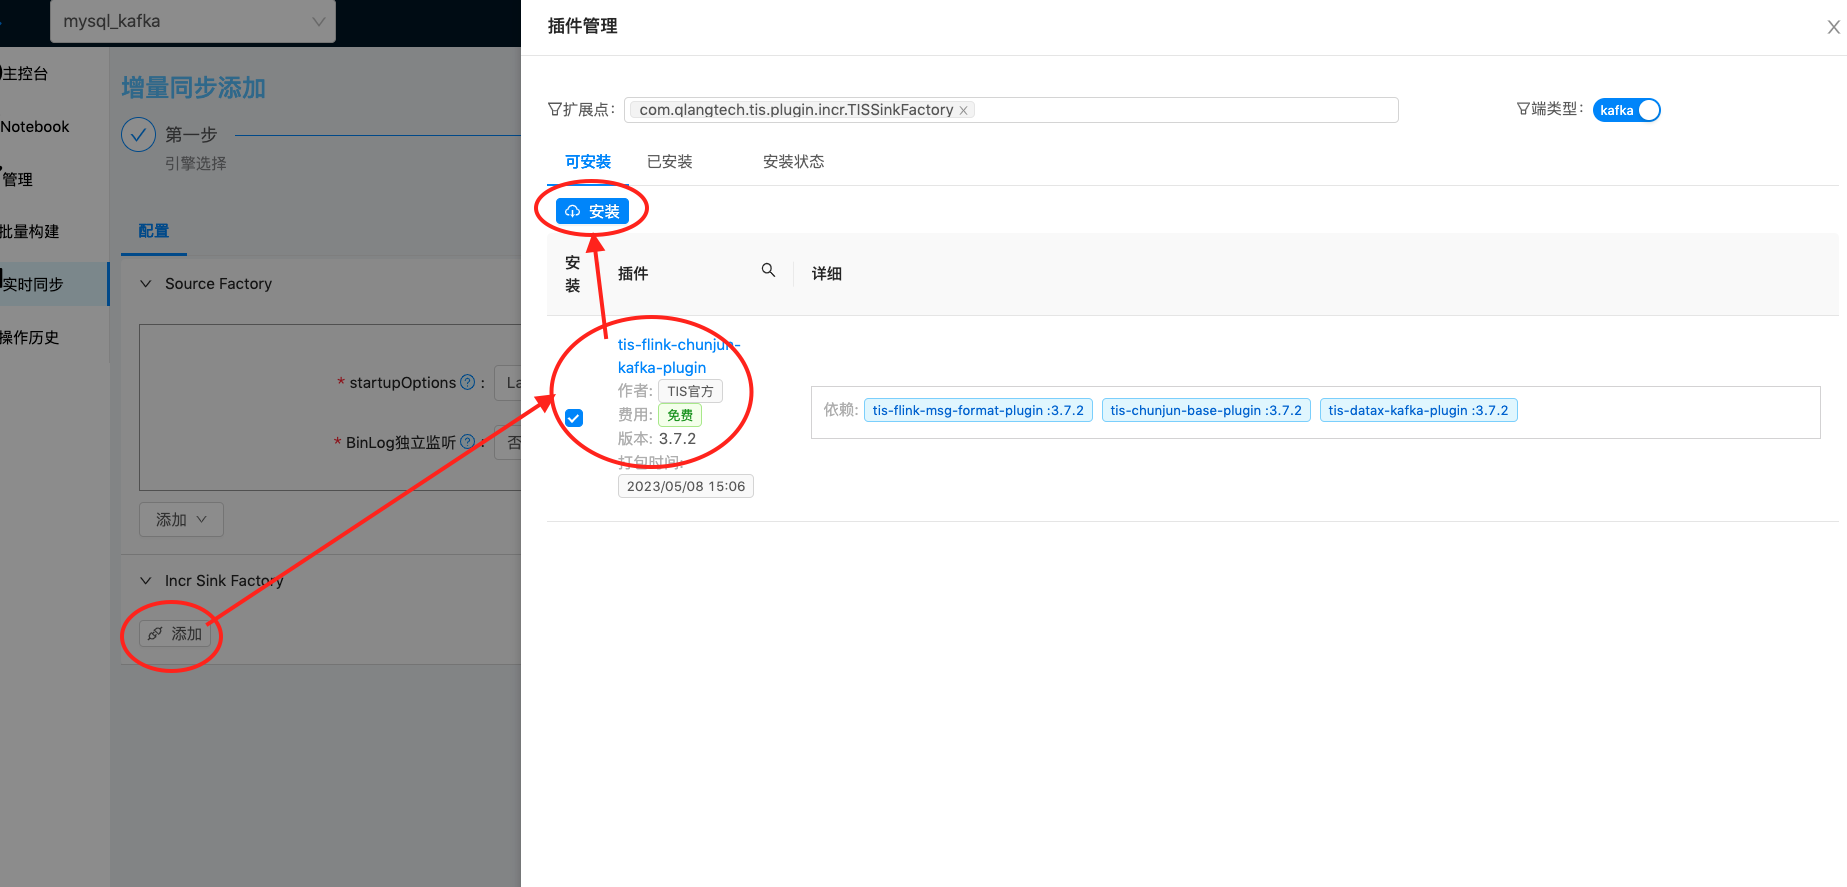 mysql_kafka
主控台
Notebook
管理
批量构建
实时同步
操作历史
增量同步添加
第一步
引擎选择
配置
Source Factory
* startupOptions :
La
* BinLog独立监听 :
否
添加
Incr Sink Factory
添加
插件管理
扩展点: com.qlangtech.tis.plugin.incr.TISSinkFactory
端类型: kafka
可安装 已安装 安装状态
安装
安装 插件 详细
tis-flink-chunjun-
kafka-plugin
作者: TIS官方
费用: 免费
版本: 3.7.2
打包时间:
2023/05/08 15:06
依赖: tis-flink-msg-format-plugin :3.7.2 tis-chunjun-base-plugin :3.7.2 tis-datax-kafka-plugin :3.7.2